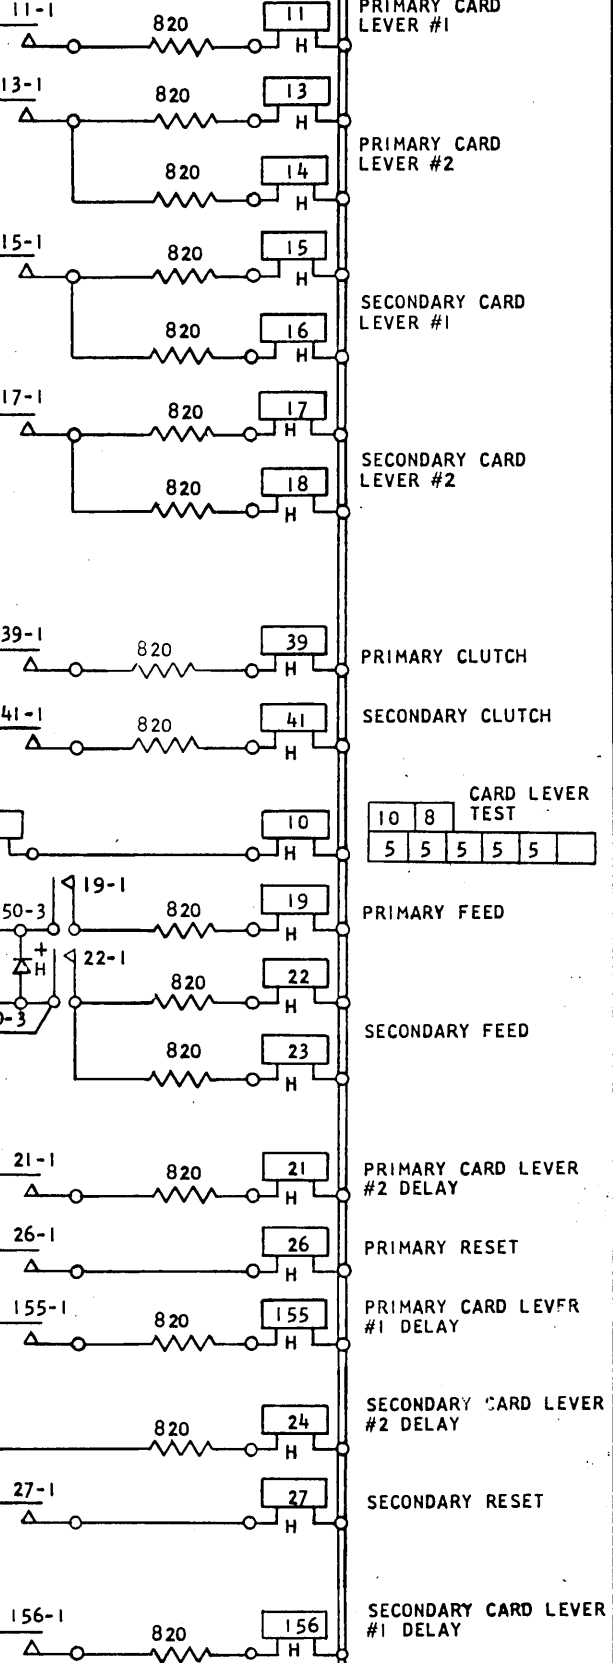 11-1 820 11 PRIMARY CARD
H LEVER #1
13-1 820 13
H
PRIMARY CARD
LEVER #2
820 14
H
15-1 820 15
H
SECONDARY CARD
LEVER #1
820 16
H
17-1 820 17
H
SECONDARY CARD
LEVER #2
820 18
H
39-1 820 39
H PRIMARY CLUTCH
41-1 820 41 SECONDARY CLUTCH
H
CARD LEVER
TEST
10 10 8
H 5 5 5 5 5
19-1
50-3 820 19 PRIMARY FEED
H
+
H 22-1 820 22
H
0-3
SECONDARY FEED
820 23
H
21-1 820 21 PRIMARY CARD LEVER
H #2 DELAY
26-1 26 PRIMARY RESET
H
155-1 820 155 PRIMARY CARD LEVER
H #1 DELAY
820 24 SECONDARY CARD LEVER
H #2 DELAY
27-1 27 SECONDARY RESET
H
156-1 820 156 SECONDARY CARD LEVER
H #1 DELAY